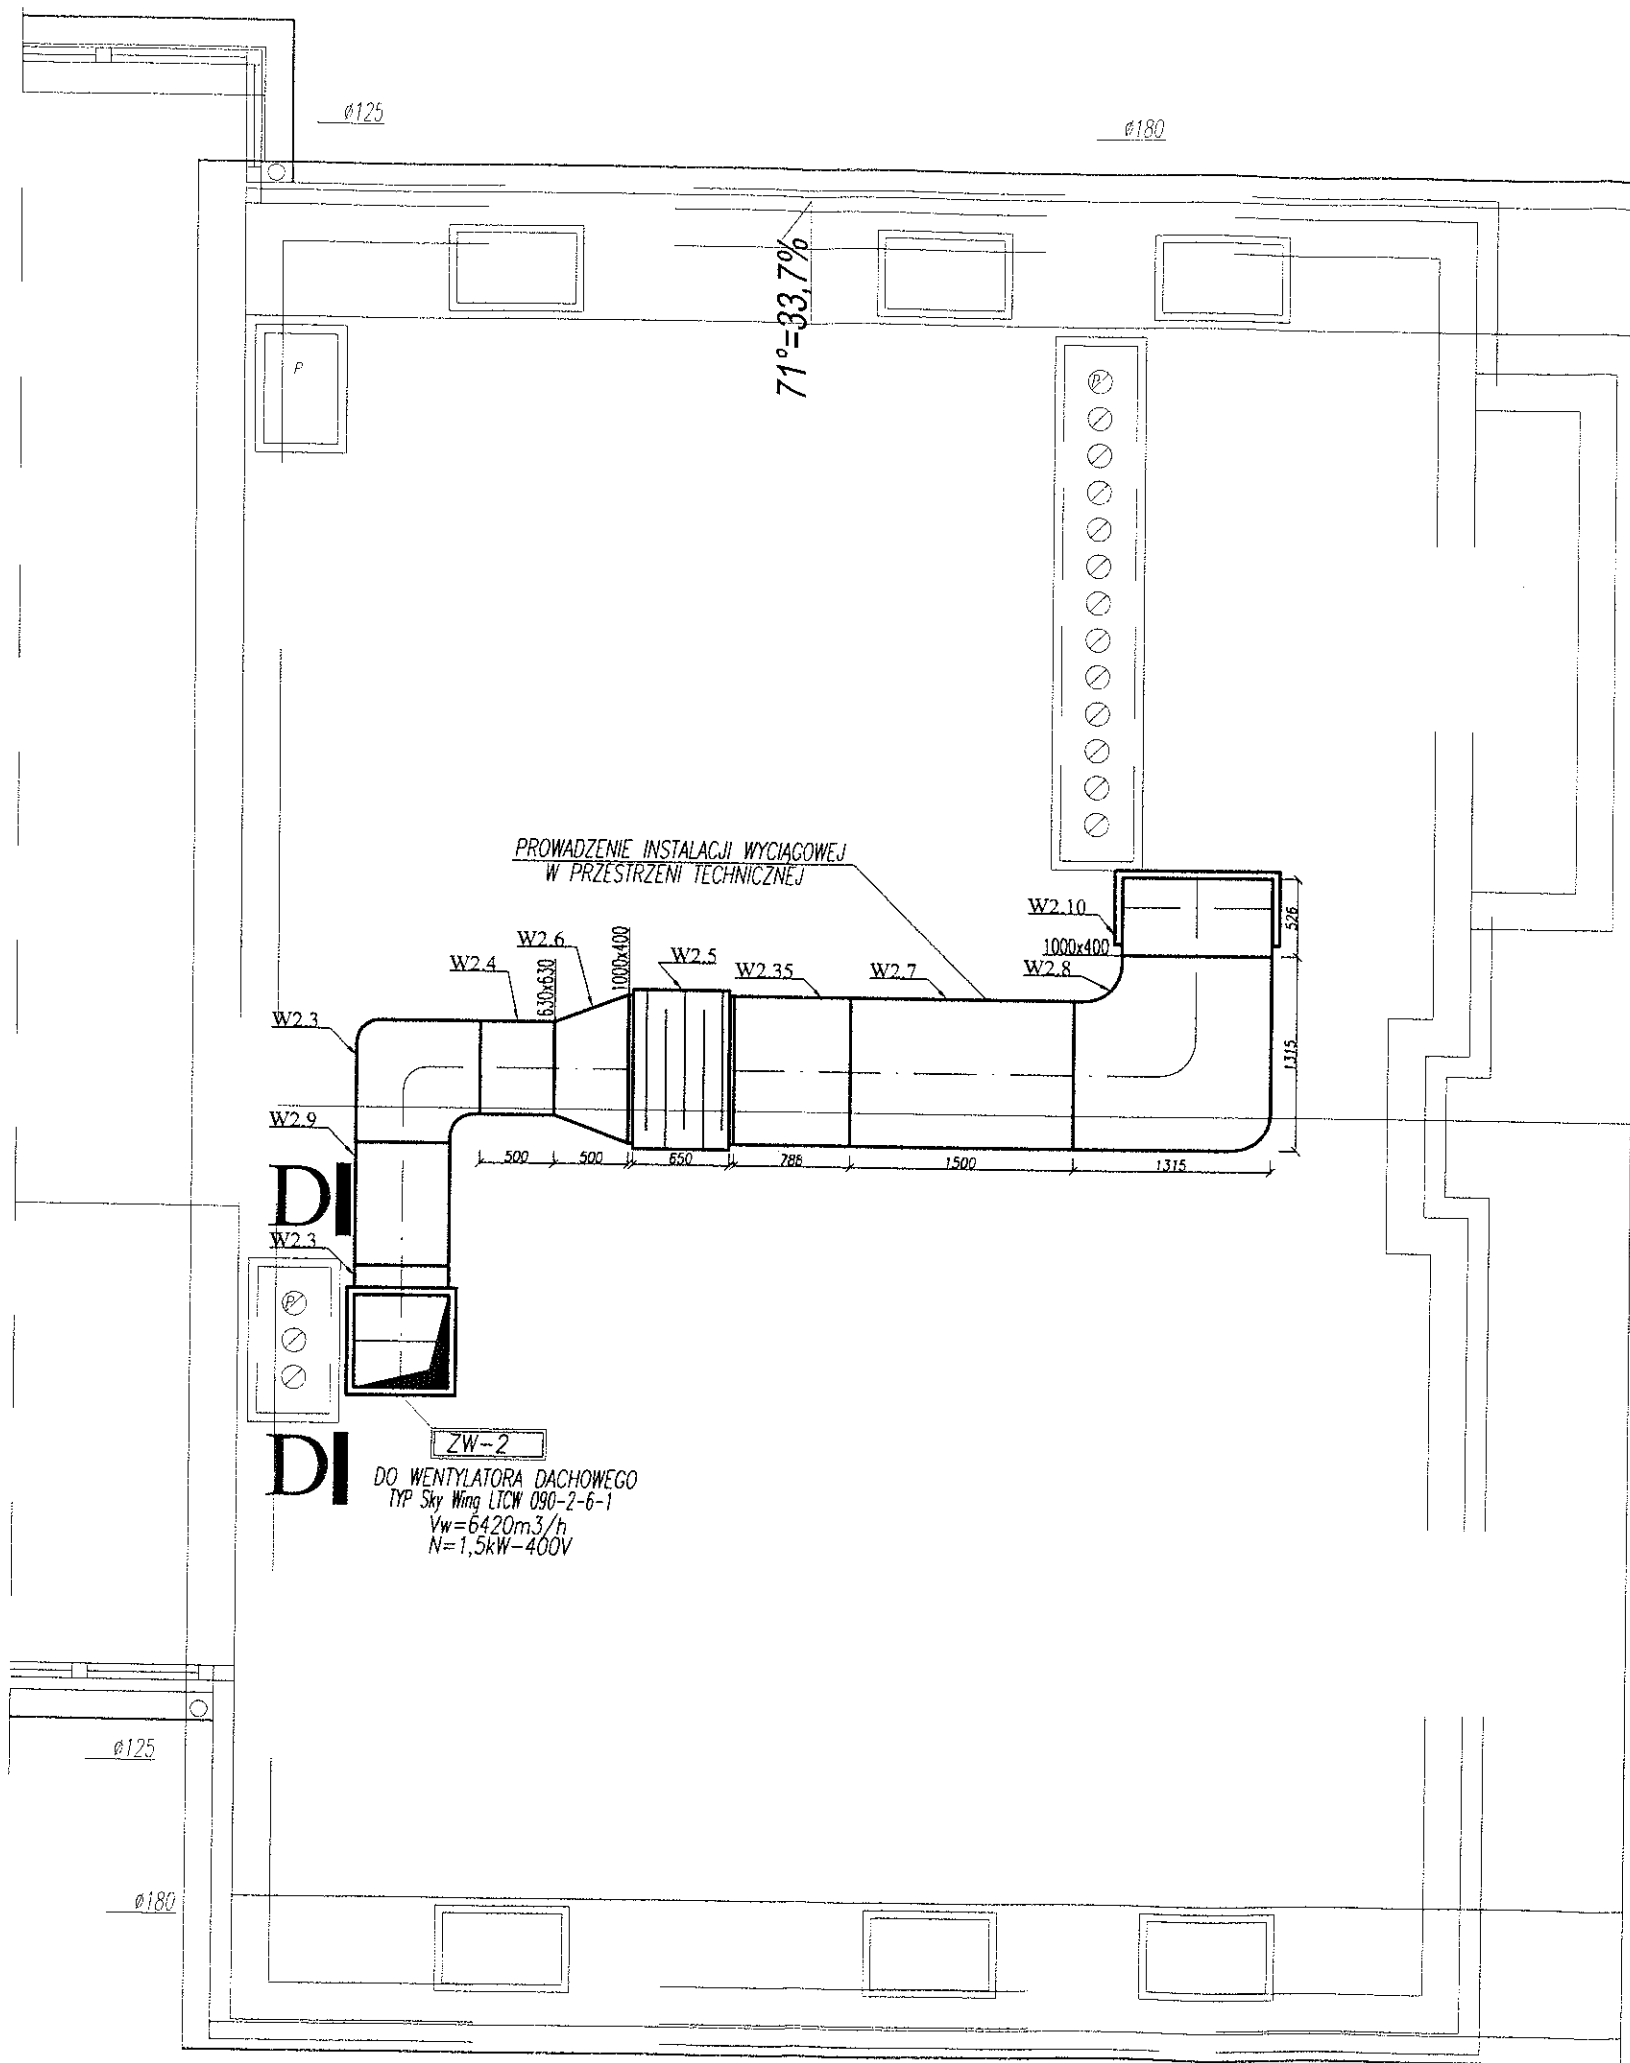 ø125
ø180
71°=33,7%
P
P
PROWADZENIE INSTALACJI WYCIĄGOWEJ
W PRZESTRZENI TECHNICZNEJ
W2.10
526
1000x400
W2.8
W2.6
W2.4
630x630
1000x400
W2.5
W2.35
W2.7
W2.3
1315
W2.9
500
500
650
788
1500
1315
D
W2.3
P
ZW-2
D
DO WENTYLATORA DACHOWEGO
TYP Sky Wing LTCW 090-2-6-1
Vw=6420m3/h
N=1,5kW-400V
ø125
ø180